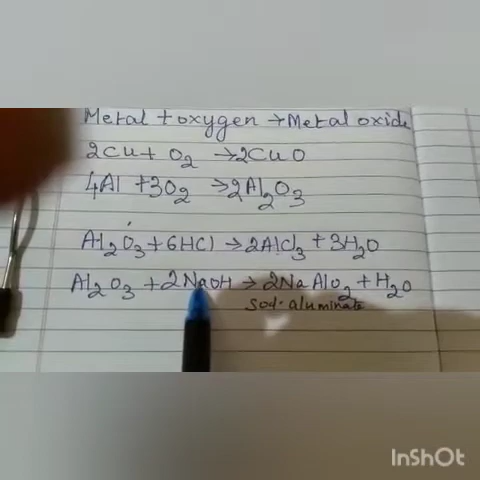 Metal + oxygen → Metal oxide
2Cu + O2 → 2CuO
4Al + 3O2 → 2Al2O3
Al2O3 + 6HCl → 2AlCl3 + 3H2O
Al2O3 + 2NaOH → 2NaAlO2 + H2O
sod. aluminate
InShOt